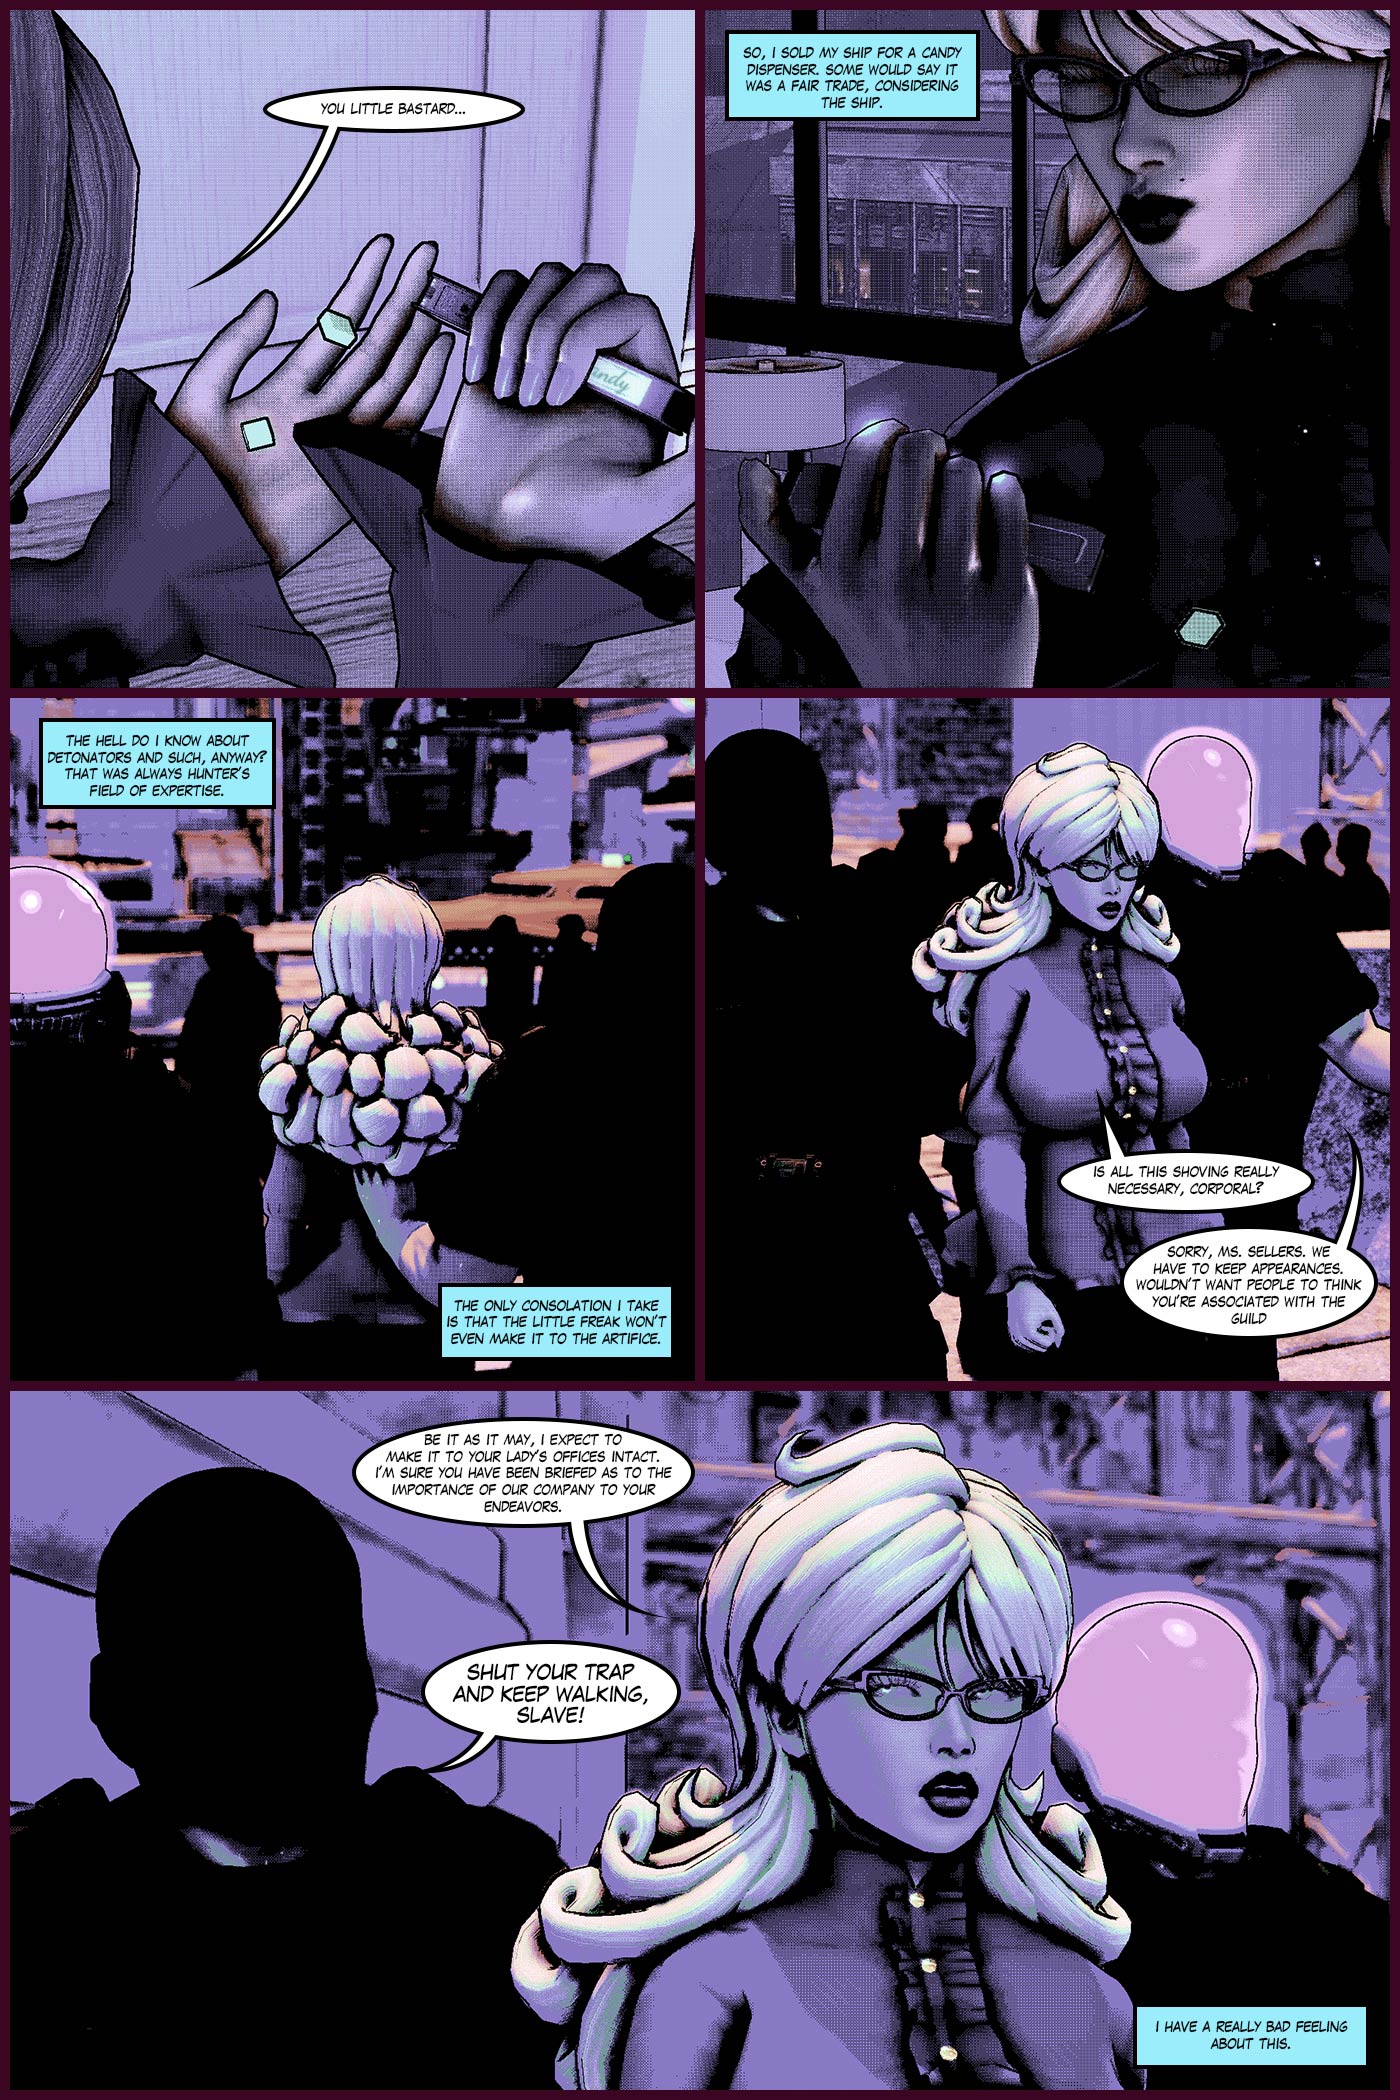 YOU LITTLE BASTARD...
andy
SO, I SOLD MY SHIP FOR A CANDY
DISPENSER. SOME WOULD SAY IT
WAS A FAIR TRADE, CONSIDERING
THE SHIP.
THE HELL DO I KNOW ABOUT
DETONATORS AND SUCH, ANYWAY?
THAT WAS ALWAYS HUNTER'S
FIELD OF EXPERTISE.
THE ONLY CONSOLATION I TAKE
IS THAT THE LITTLE FREAK WON'T
EVEN MAKE IT TO THE ARTIFICE.
IS ALL THIS SHOVING REALLY
NECESSARY, CORPORAL?
SORRY, MS. SELLERS. WE
HAVE TO KEEP APPEARANCES.
WOULDN'T WANT PEOPLE TO THINK
YOU'RE ASSOCIATED WITH THE
GUILD
BE IT AS IT MAY, I EXPECT TO
MAKE IT TO YOUR LADY'S OFFICES INTACT.
I'M SURE YOU HAVE BEEN BRIEFED AS TO THE
IMPORTANCE OF OUR COMPANY TO YOUR
ENDEAVORS.
SHUT YOUR TRAP
AND KEEP WALKING,
SLAVE!
I HAVE A REALLY BAD FEELING
ABOUT THIS.